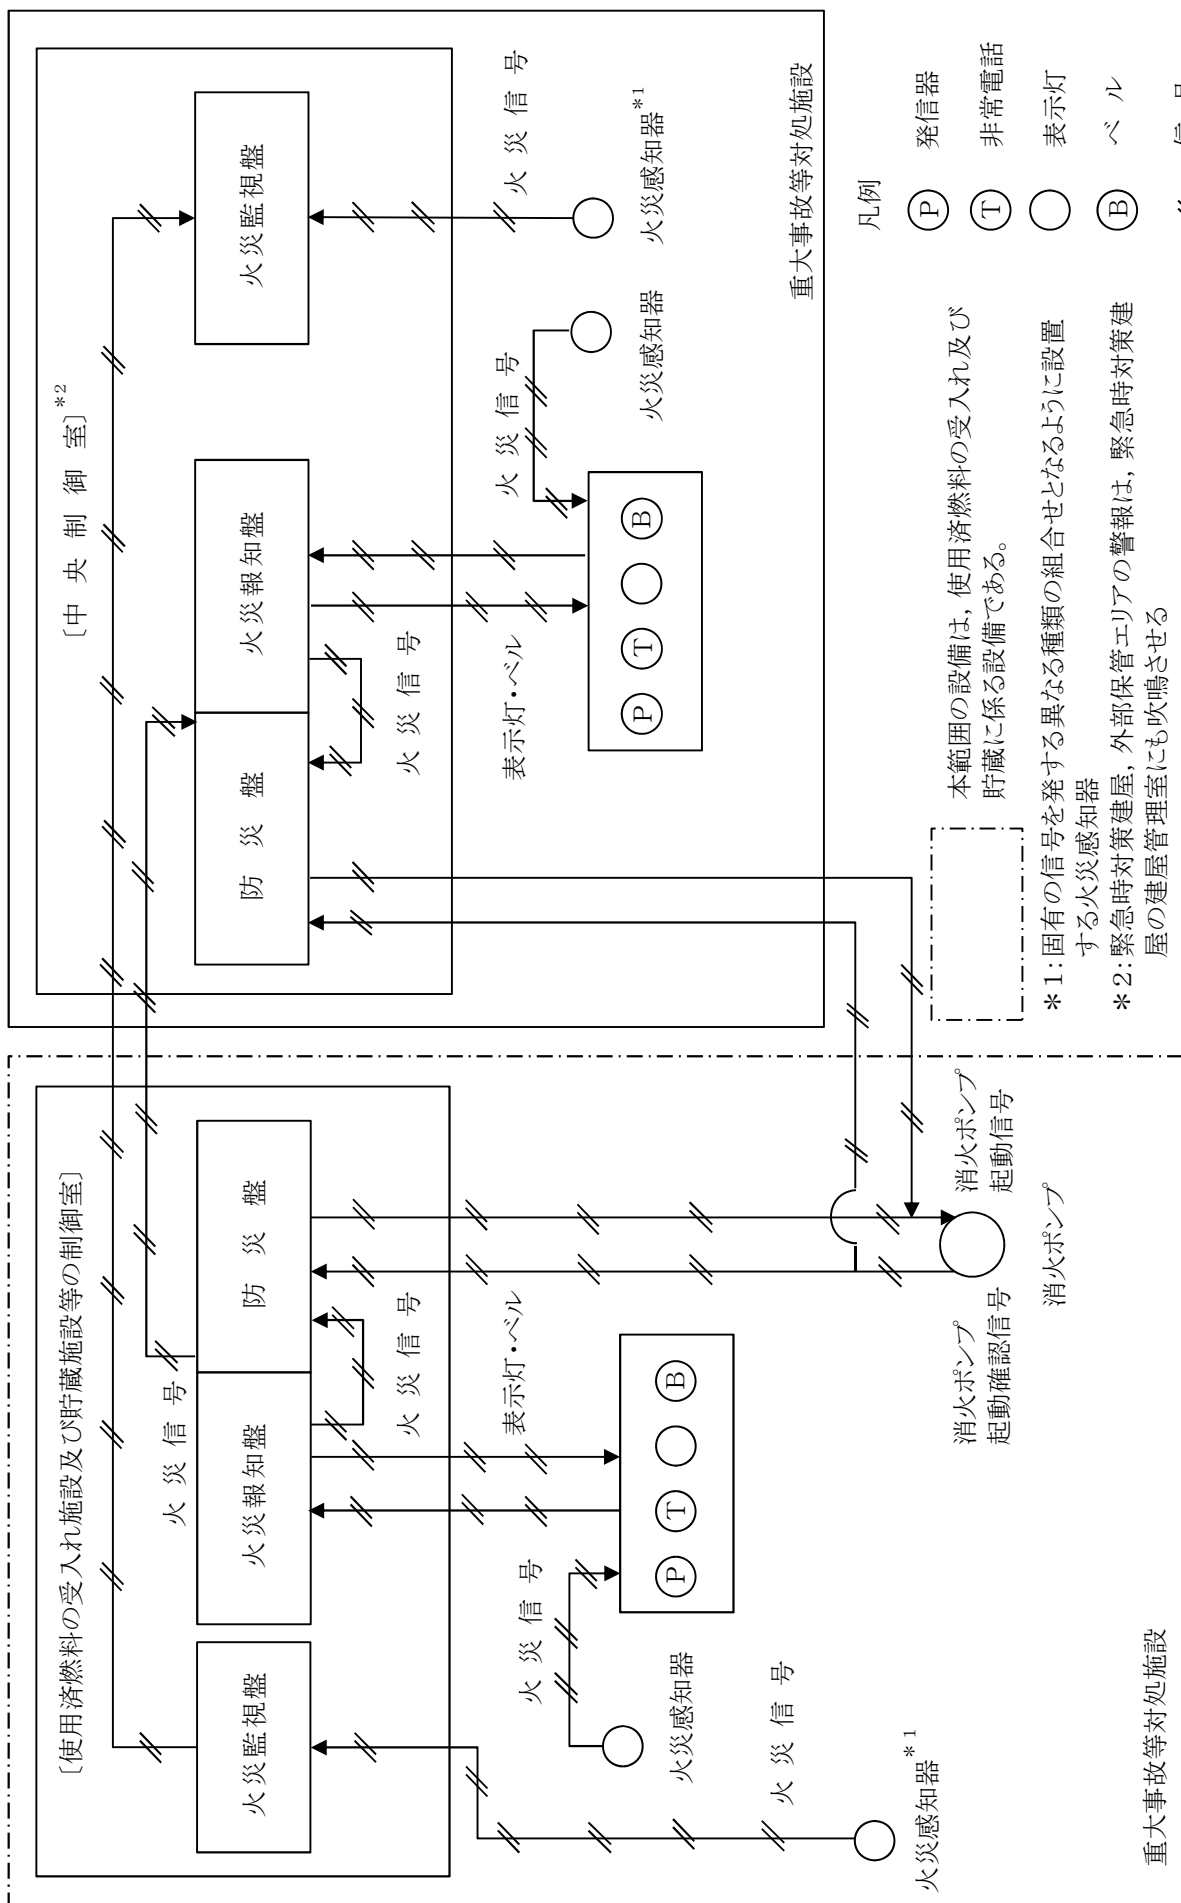 〔使用済燃料の受入れ施設及び貯蔵施設等の制御室〕
火災監視盤
火災報知盤
防 災 盤
火 災 信 号
火 災 信 号
表示灯・ベル
火 災 信 号
P T B
火災感知器
火 災 信 号
火災感知器*1
消火ポンプ
起動確認信号
消火ポンプ
起動信号
消火ポンプ
重大事故等対処施設
〔中 央 制 御 室〕*2
防 災 盤
火災報知盤
火災監視盤
火 災 信 号
表示灯・ベル
P T B
火 災 信 号
火災感知器
火 災 信 号
火災感知器*1
重大事故等対処施設
本範囲の設備は，使用済燃料の受入れ及び
貯蔵に係る設備である。
*1：固有の信号を発する異なる種類の組合せとなるように設置
する火災感知器
*2：緊急時対策建屋，外部保管エリアの警報は，緊急時対策建
屋の建屋管理室にも吹鳴させる
凡例
P 発信器
T 非常電話
表示灯
B ベル